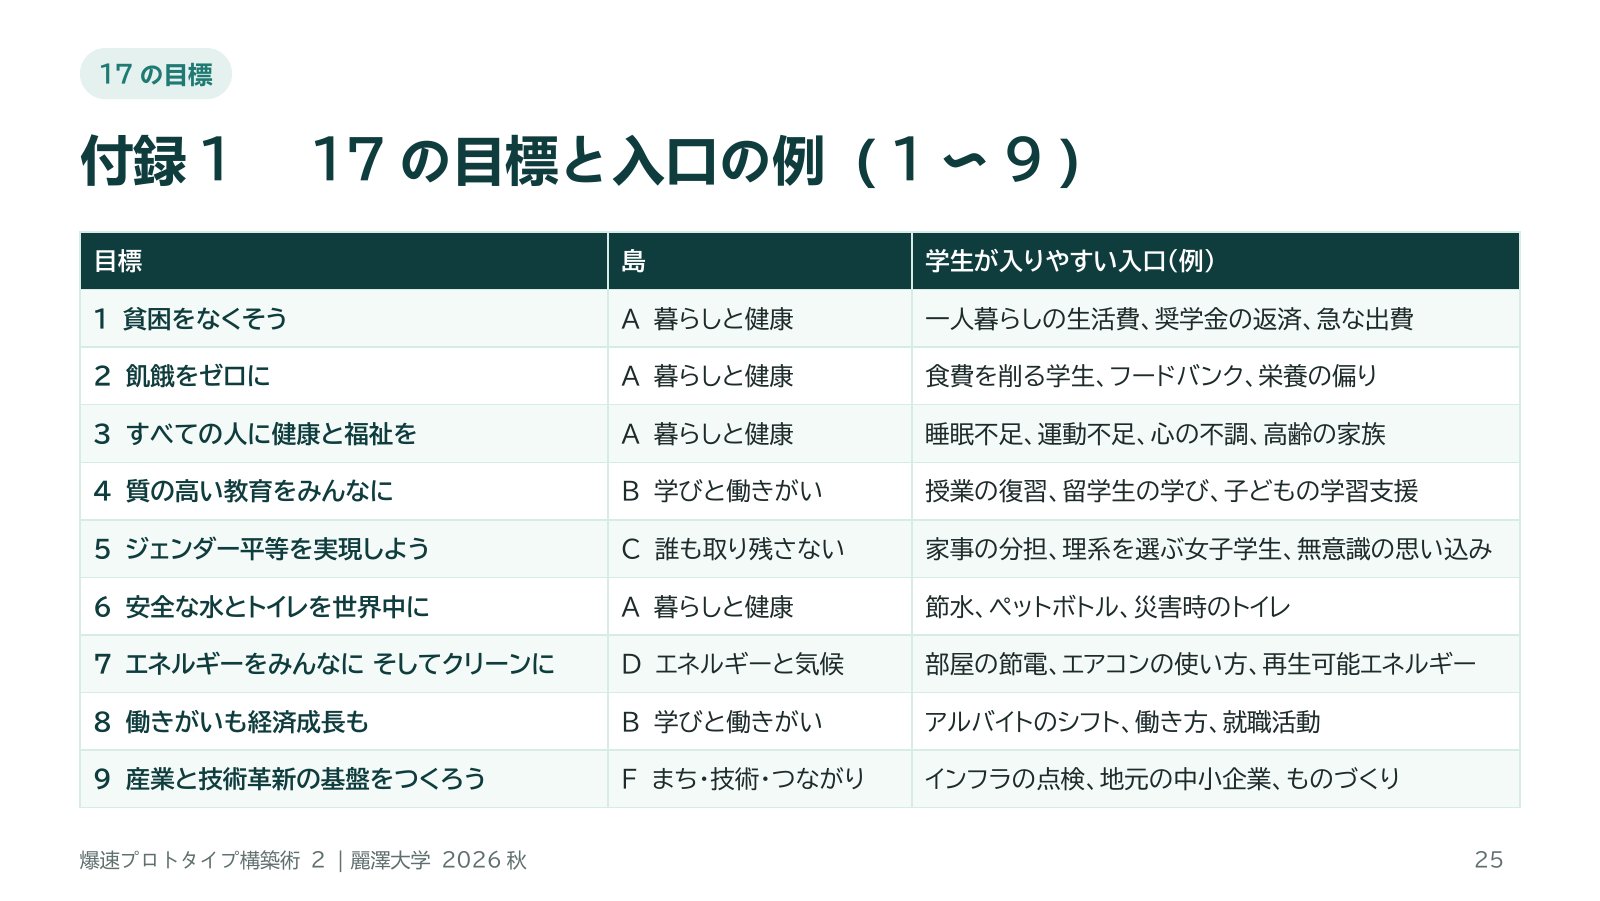 17 の目標
付録１　17 の目標と入口の例（１〜９）
目標 島 学生が入りやすい入口（例）
1 貧困をなくそう A 暮らしと健康 一人暮らしの生活費、奨学金の返済、急な出費
2 飢餓をゼロに A 暮らしと健康 食費を削る学生、フードバンク、栄養の偏り
3 すべての人に健康と福祉を A 暮らしと健康 睡眠不足、運動不足、心の不調、高齢の家族
4 質の高い教育をみんなに B 学びと働きがい 授業の復習、留学生の学び、子どもの学習支援
5 ジェンダー平等を実現しよう C 誰も取り残さない 家事の分担、理系を選ぶ女子学生、無意識の思い込み
6 安全な水とトイレを世界中に A 暮らしと健康 節水、ペットボトル、災害時のトイレ
7 エネルギーをみんなに そしてクリーンに D エネルギーと気候 部屋の節電、エアコンの使い方、再生可能エネルギー
8 働きがいも経済成長も B 学びと働きがい アルバイトのシフト、働き方、就職活動
9 産業と技術革新の基盤をつくろう F まち・技術・つながり インフラの点検、地元の中小企業、ものづくり
爆速プロトタイプ構築術 2 | 麗澤大学 2026 秋 25